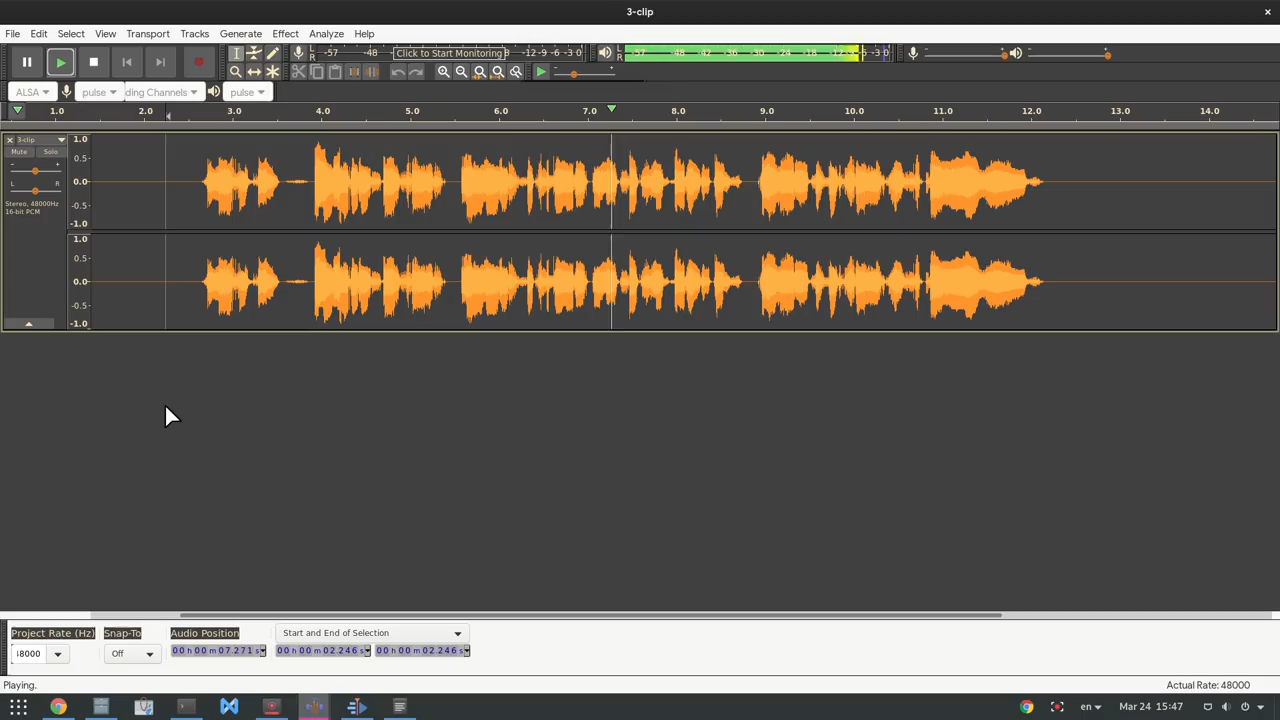 3-clip
File Edit Select View Transport Tracks Generate Effect Analyze Help
L R -57 -48 Click to Start Monitoring -12 -9 -6 -3 0 L R -57 -48 -42 -36 -30 -24 -18 -12 -9 -6 -3 0
ALSA pulse ding Channels pulse
1.0 2.0 3.0 4.0 5.0 6.0 7.0 8.0 9.0 10.0 11.0 12.0 13.0 14.0
3-clip
Mute Solo
- +
L R
Stereo, 48000Hz
16-bit PCM
1.0
0.5
0.0
-0.5
-1.0
1.0
0.5
0.0
-0.5
-1.0
Project Rate (Hz) Snap-To Audio Position Start and End of Selection
48000 Off 00 h 00 m 07.271 s 00 h 00 m 02.246 s 00 h 00 m 02.246 s
Playing. Actual Rate: 48000
en Mar 24 15:47